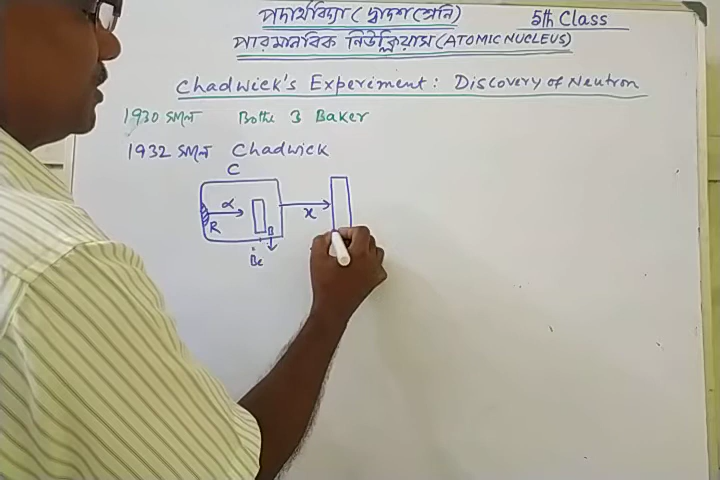 পদার্থবিদ্যা (দ্বাদশ শ্রেনি) 5th Class
পারমানবিক নিউক্লিয়াস (ATOMIC NUCLEUS)
Chadwick's Experiment: Discovery of Neutron
1930 সালে Bothe ও Baker
1932 সালে Chadwick
C
α
R
B
x
Be